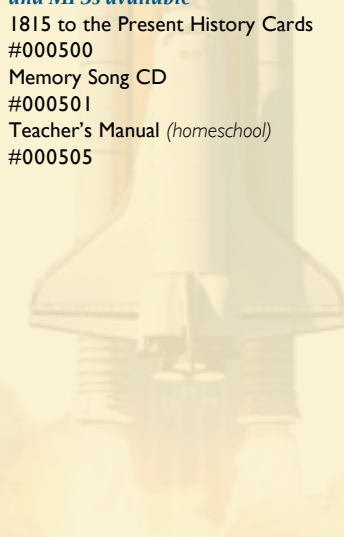 and MP3s available
1815 to the Present History Cards
#000500
Memory Song CD
#000501
Teacher’s Manual (homeschool)
#000505